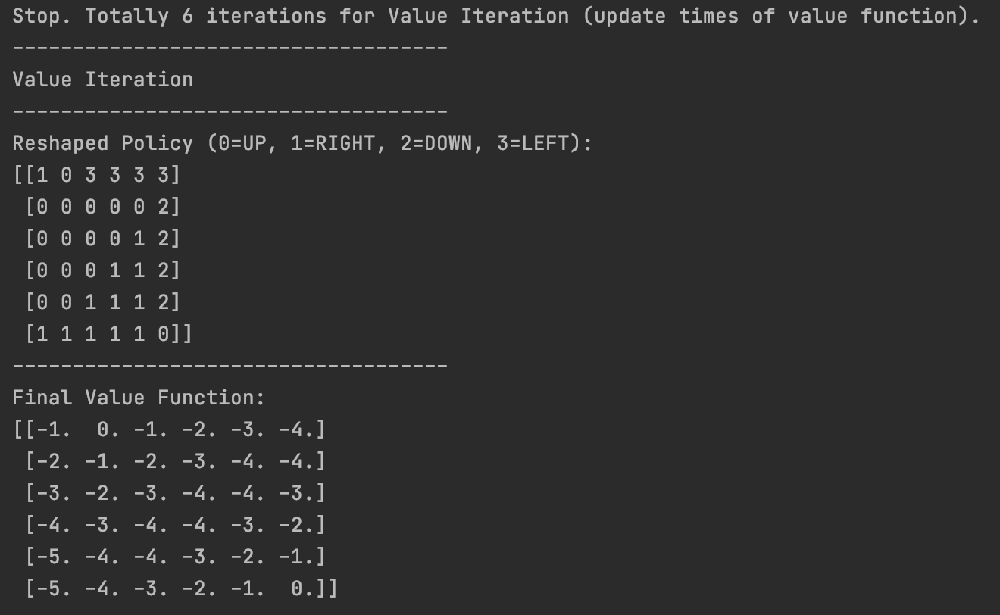 Stop. Totally 6 iterations for Value Iteration (update times of value function).
------------------------------------
Value Iteration
------------------------------------
Reshaped Policy (0=UP, 1=RIGHT, 2=DOWN, 3=LEFT):
[[1 0 3 3 3 3]
 [0 0 0 0 0 2]
 [0 0 0 0 1 2]
 [0 0 0 1 1 2]
 [0 0 1 1 1 2]
 [1 1 1 1 1 0]]
------------------------------------
Final Value Function:
[[-1.  0. -1. -2. -3. -4.]
 [-2. -1. -2. -3. -4. -4.]
 [-3. -2. -3. -4. -4. -3.]
 [-4. -3. -4. -4. -3. -2.]
 [-5. -4. -4. -3. -2. -1.]
 [-5. -4. -3. -2. -1.  0.]]